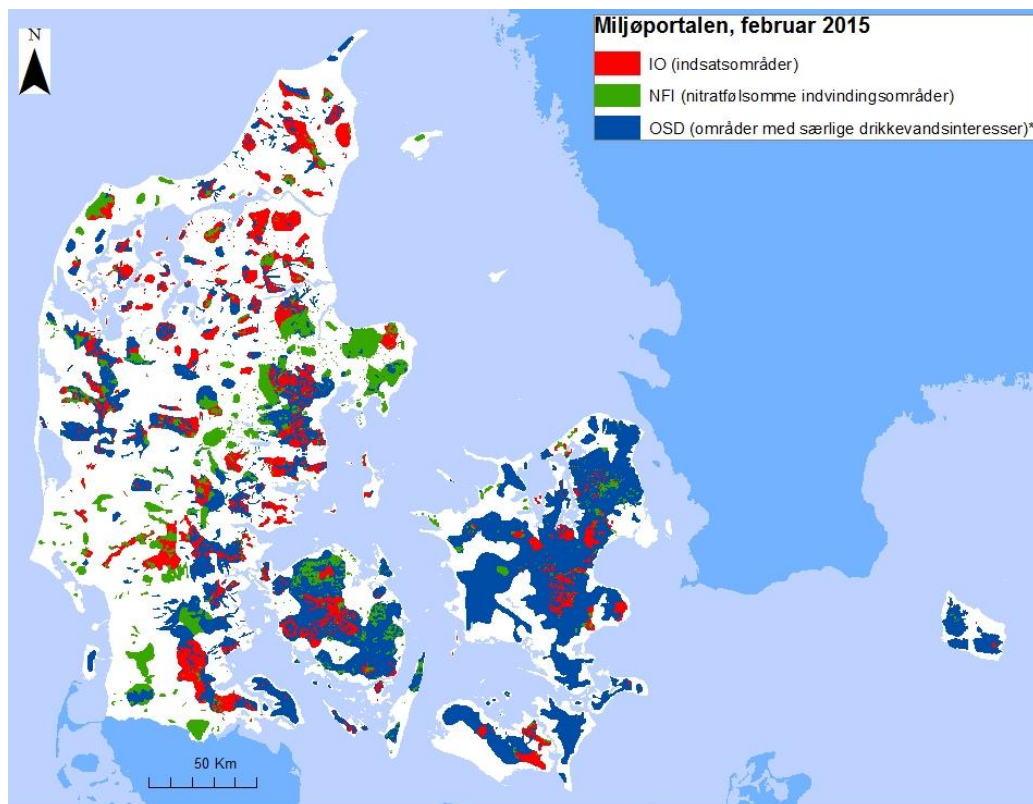 N
Miljøportalen, februar 2015
IO (indsatsområder)
NFI (nitratfølsomme indvindingsområder)
OSD (områder med særlige drikkevandsinteresser)*
50 Km